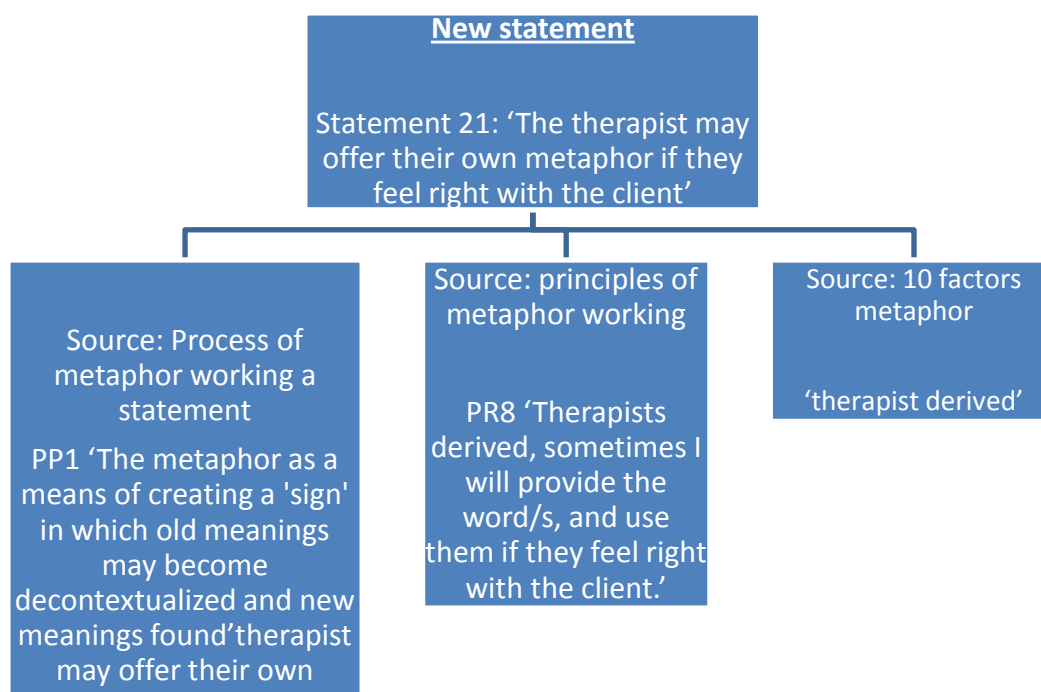 New statement
Statement 21: ‘The therapist may
offer their own metaphor if they
feel right with the client’
Source: Process of
metaphor working a
statement
PP1 ‘The metaphor as a
means of creating a 'sign'
in which old meanings
may become
decontextualized and new
meanings found’therapist
may offer their own
Source: principles of
metaphor working
PR8 ‘Therapists
derived, sometimes I
will provide the
word/s, and use
them if they feel right
with the client.’
Source: 10 factors
metaphor
‘therapist derived’